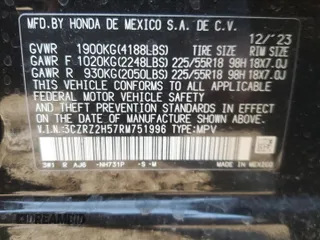 MFD.BY HONDA DE MEXICO S.A. DE C.V.
12/'23
GVWR 1900KG(4188LBS) TIRE SIZE RIM SIZE
GAWR F 1020KG(2248LBS) 225/55R18 98H 18X7.0J
GAWR R 930KG(2050LBS) 225/55R18 98H 18X7.0J
THIS VEHICLE CONFORMS TO ALL APPLICABLE
FEDERAL MOTOR VEHICLE SAFETY
AND THEFT PREVENTION STANDARDS IN EFFECT
ON THE DATE OF MANUFACTURE SHOWN ABOVE.
V.I.N:3CZRZ2H57RM751996 TYPE:MPV
3W1 R AJ6 -NH731P -S -M
MADE IN MEXICO